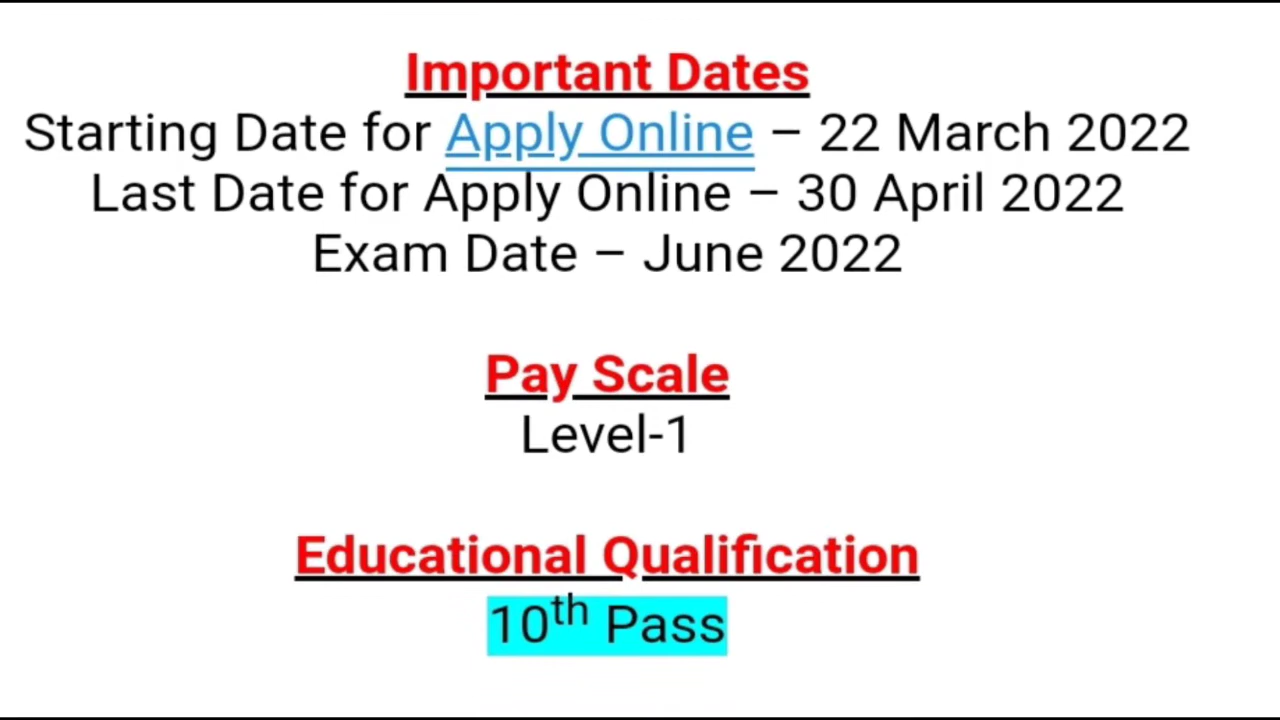 Important Dates
Starting Date for Apply Online – 22 March 2022
Last Date for Apply Online – 30 April 2022
Exam Date – June 2022
Pay Scale
Level-1
Educational Qualification
10th Pass